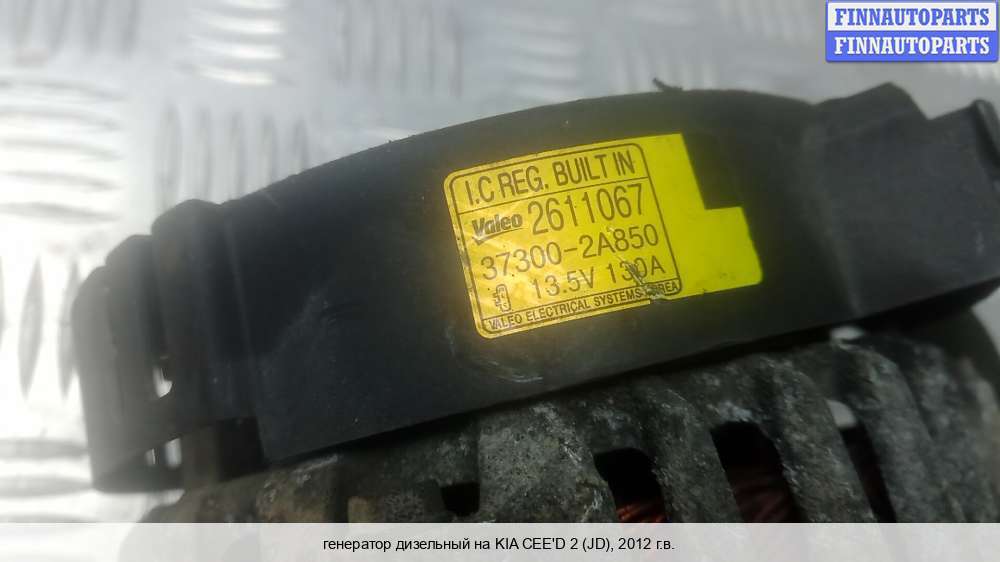 FINNAUTOPARTS
FINNAUTOPARTS
I.C REG. BUILT IN
Valeo 2611067
37300-2A850
13.5V 130A
VALEO ELECTRICAL SYSTEMS KOREA
генератор дизельный на KIA CEE'D 2 (JD), 2012 г.в.